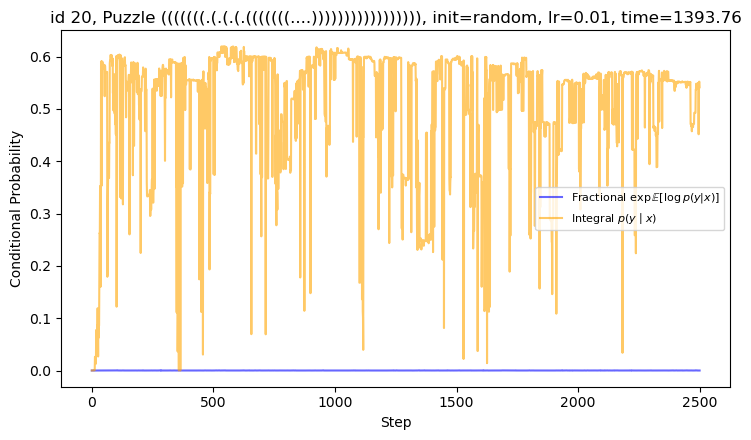 id 20, Puzzle (((((((.(.(.(.(((((((....))))))))))))))))), init=random, lr=0.01, time=1393.76
0.6
0.5
0.4
0.3
0.2
0.1
0.0
Conditional Probability
Fractional exp𝔼[log p(y|x)]
Integral p(y | x)
0 500 1000 1500 2000 2500
Step